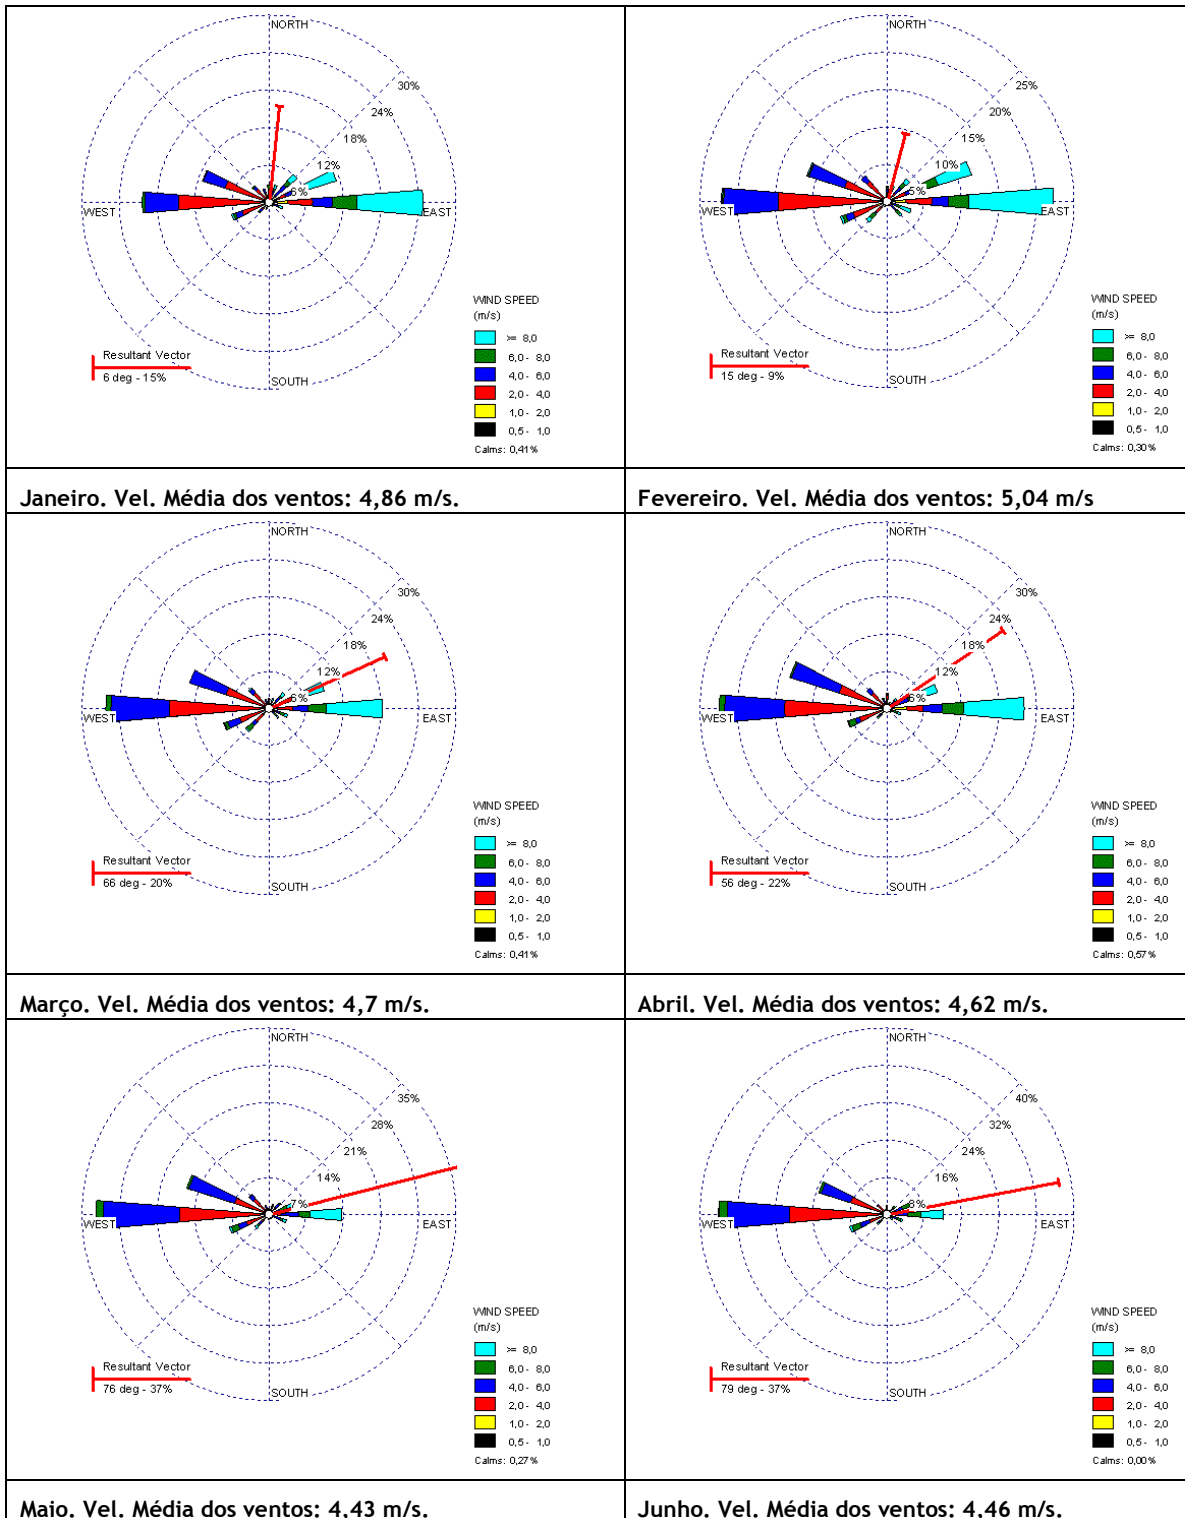 NORTH
30%
24%
18%
12%
6%
WEST
EAST
WIND SPEED
(m/s)
>= 8,0
6,0 - 8,0
4,0 - 6,0
2,0 - 4,0
1,0 - 2,0
0,5 - 1,0
Calms: 0,41%
Resultant Vector
6 deg - 15%
SOUTH
Janeiro. Vel. Média dos ventos: 4,86 m/s.
NORTH
25%
20%
15%
10%
5%
WEST
EAST
WIND SPEED
(m/s)
>= 8,0
6,0 - 8,0
4,0 - 6,0
2,0 - 4,0
1,0 - 2,0
0,5 - 1,0
Calms: 0,30%
Resultant Vector
15 deg - 9%
SOUTH
Fevereiro. Vel. Média dos ventos: 5,04 m/s
NORTH
30%
24%
18%
12%
6%
WEST
EAST
WIND SPEED
(m/s)
>= 8,0
6,0 - 8,0
4,0 - 6,0
2,0 - 4,0
1,0 - 2,0
0,5 - 1,0
Calms: 0,41%
Resultant Vector
66 deg - 20%
SOUTH
Março. Vel. Média dos ventos: 4,7 m/s.
NORTH
30%
24%
18%
12%
6%
WEST
EAST
WIND SPEED
(m/s)
>= 8,0
6,0 - 8,0
4,0 - 6,0
2,0 - 4,0
1,0 - 2,0
0,5 - 1,0
Calms: 0,57%
Resultant Vector
56 deg - 22%
SOUTH
Abril. Vel. Média dos ventos: 4,62 m/s.
NORTH
35%
28%
21%
14%
7%
WEST
EAST
WIND SPEED
(m/s)
>= 8,0
6,0 - 8,0
4,0 - 6,0
2,0 - 4,0
1,0 - 2,0
0,5 - 1,0
Calms: 0,27%
Resultant Vector
76 deg - 37%
SOUTH
Maio. Vel. Média dos ventos: 4,43 m/s.
NORTH
40%
32%
24%
16%
8%
WEST
EAST
WIND SPEED
(m/s)
>= 8,0
6,0 - 8,0
4,0 - 6,0
2,0 - 4,0
1,0 - 2,0
0,5 - 1,0
Calms: 0,00%
Resultant Vector
79 deg - 37%
SOUTH
Junho. Vel. Média dos ventos: 4,46 m/s.